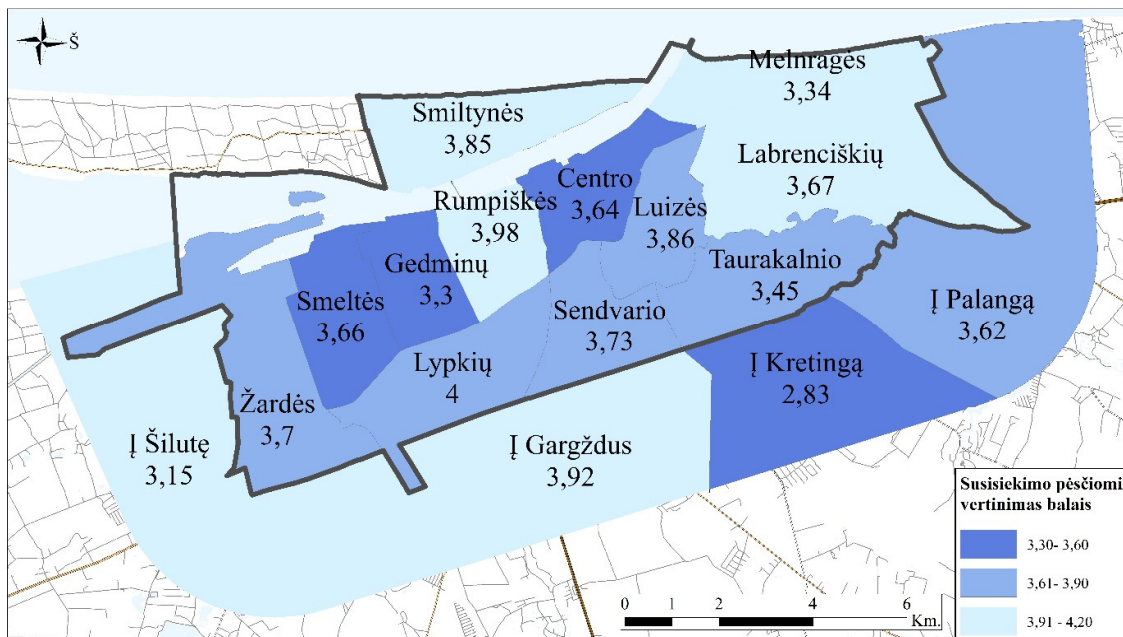 Š
Melnragės
3,34
Smiltynės
3,85
Labrenciškių
3,67
Centro
3,64
Rumpiškės
3,98
Luizės
3,86
Gedminų
3,3
Taurakalnio
3,45
Smeltės
3,66
Sendvario
3,73
Į Palangą
3,62
Lypkių
4
Į Kretingą
2,83
Žardės
3,7
Į Šilutę
3,15
Į Gargždus
3,92
Susisiekimo pėsčiomi
vertinimas balais
3,30- 3,60
3,61- 3,90
3,91 - 4,20
0 1 2 4 6
Km.